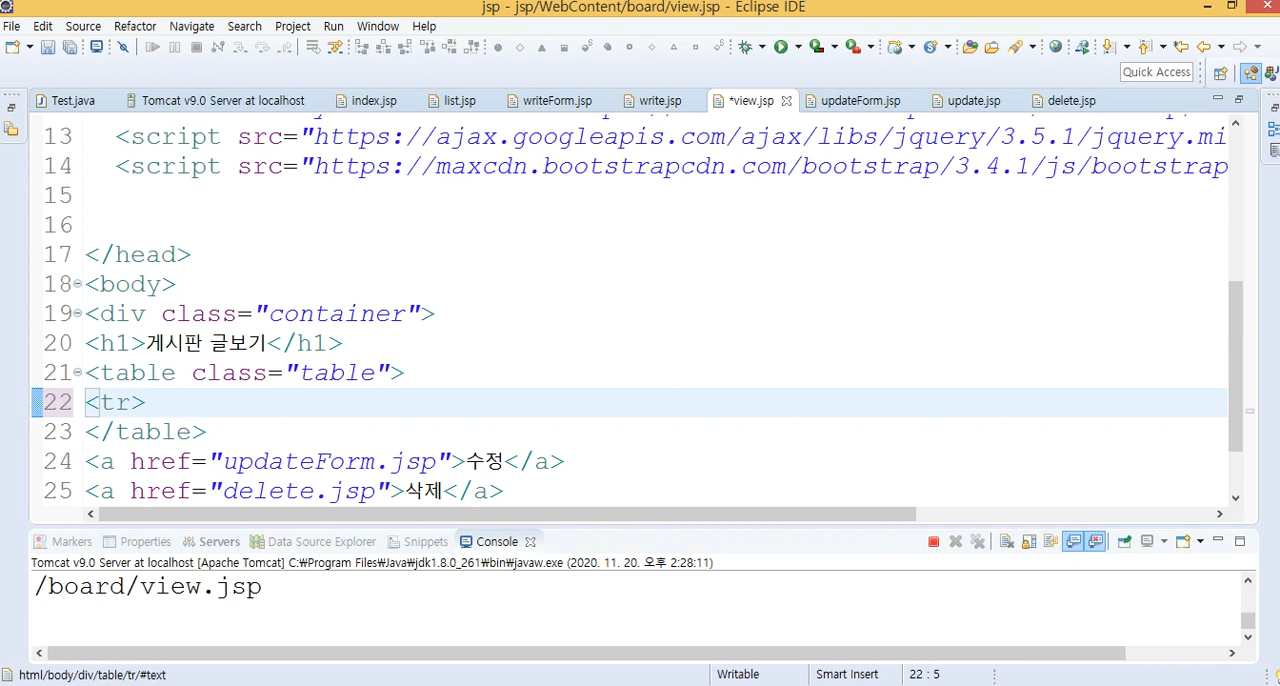 jsp - jsp/WebContent/board/view.jsp - Eclipse IDE
File Edit Source Refactor Navigate Search Project Run Window Help
Quick Access
Test.java Tomcat v9.0 Server at localhost index.jsp list.jsp writeForm.jsp write.jsp *view.jsp updateForm.jsp update.jsp delete.jsp
13 <script src="https://ajax.googleapis.com/ajax/libs/jquery/3.5.1/jquery.mi
14 <script src="https://maxcdn.bootstrapcdn.com/bootstrap/3.4.1/js/bootstrap
15
16
17 </head>
18 <body>
19 <div class="container">
20 <h1>게시판 글보기</h1>
21 <table class="table">
22 <tr>
23 </table>
24 <a href="updateForm.jsp">수정</a>
25 <a href="delete.jsp">삭제</a>
Markers Properties Servers Data Source Explorer Snippets Console
Tomcat v9.0 Server at localhost [Apache Tomcat] C:₩Program Files₩Java₩jdk1.8.0_261₩bin₩javaw.exe (2020. 11. 20. 오후 2:28:11)
/board/view.jsp
html/body/div/table/tr/#text Writable Smart Insert 22 : 5